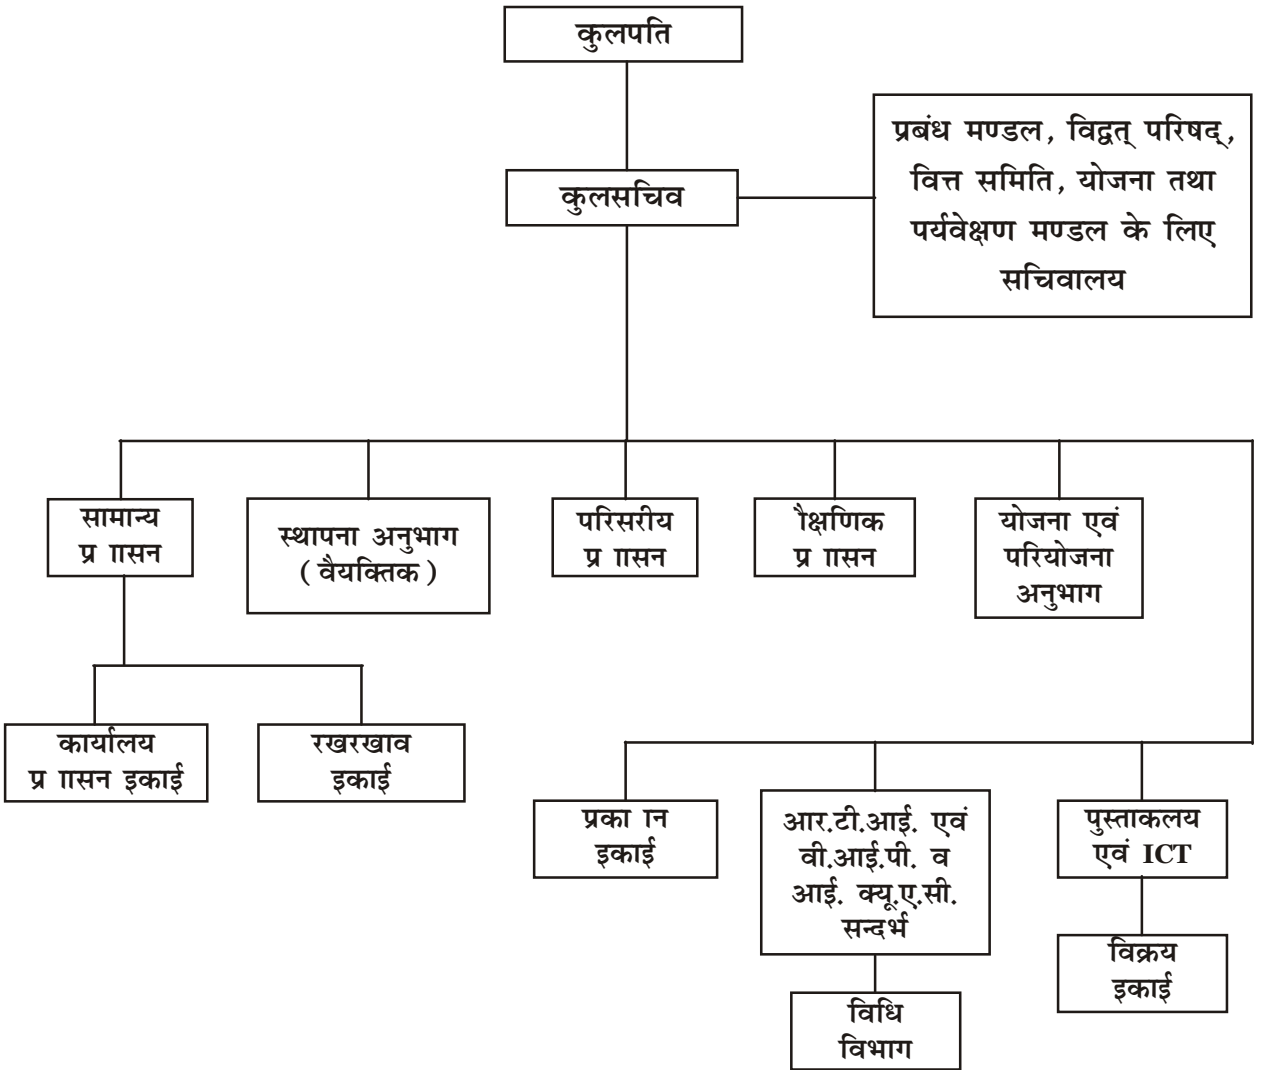 कुलपति
प्रबंध मण्डल, विद्वत् परिषद्,
वित्त समिति, योजना तथा
पर्यवेक्षण मण्डल के लिए
सचिवालय
कुलसचिव
सामान्य
प्र ाासन
स्थापना अनुभाग
( वैयक्तिक )
परिसरीय
प्र ाासन
ौक्षणिक
प्र ाासन
योजना एवं
परियोजना
अनुभाग
कार्यालय
प्र ाासन इकाई
रखरखाव
इकाई
प्रका ान
इकाई
आर.टी.आई. एवं
वी.आई.पी. व
आई. क्यू.ए.सी.
सन्दर्भ
पुस्ताकलय
एवं ICT
विक्रय
इकाई
विधि
विभाग